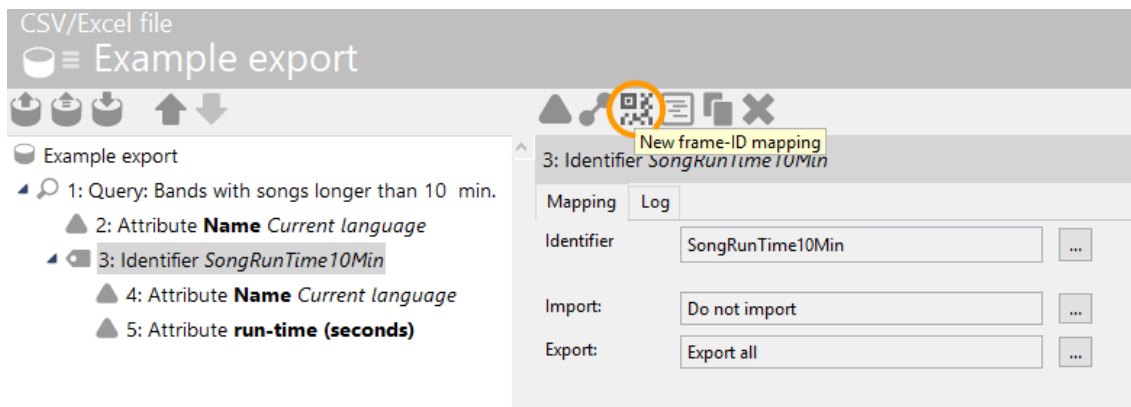 CSV/Excel file
Example export
New frame-ID mapping
Example export
1: Query: Bands with songs longer than 10 min.
2: Attribute Name Current language
3: Identifier SongRunTime10Min
4: Attribute Name Current language
5: Attribute run-time (seconds)
3: Identifier SongRunTime10Min
Mapping Log
Identifier SongRunTime10Min ...
Import: Do not import ...
Export: Export all ...